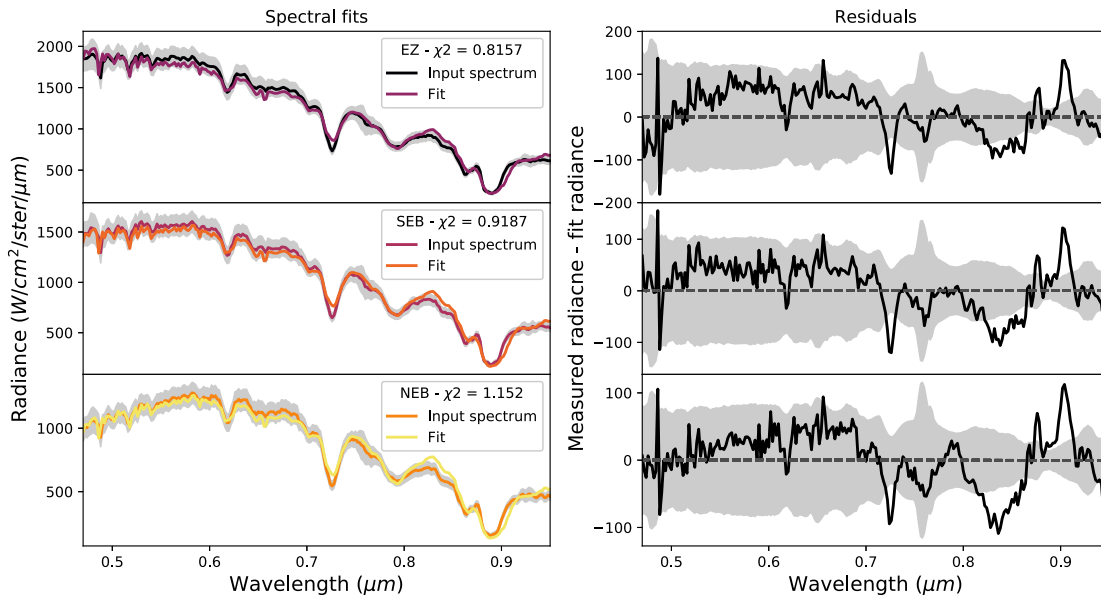 Spectral fits
Residuals
EZ - χ2 = 0.8157
Input spectrum
Fit
SEB - χ2 = 0.9187
Input spectrum
Fit
NEB - χ2 = 1.152
Input spectrum
Fit
Radiance (W/cm²/ster/μm)
2000
1500
1000
500
1500
1000
500
1000
500
0.5 0.6 0.7 0.8 0.9
Wavelength (μm)
Measured radiacne - fit radiance
200
100
0
−100
−200
100
0
−100
100
0
−100
0.5 0.6 0.7 0.8 0.9
Wavelength (μm)